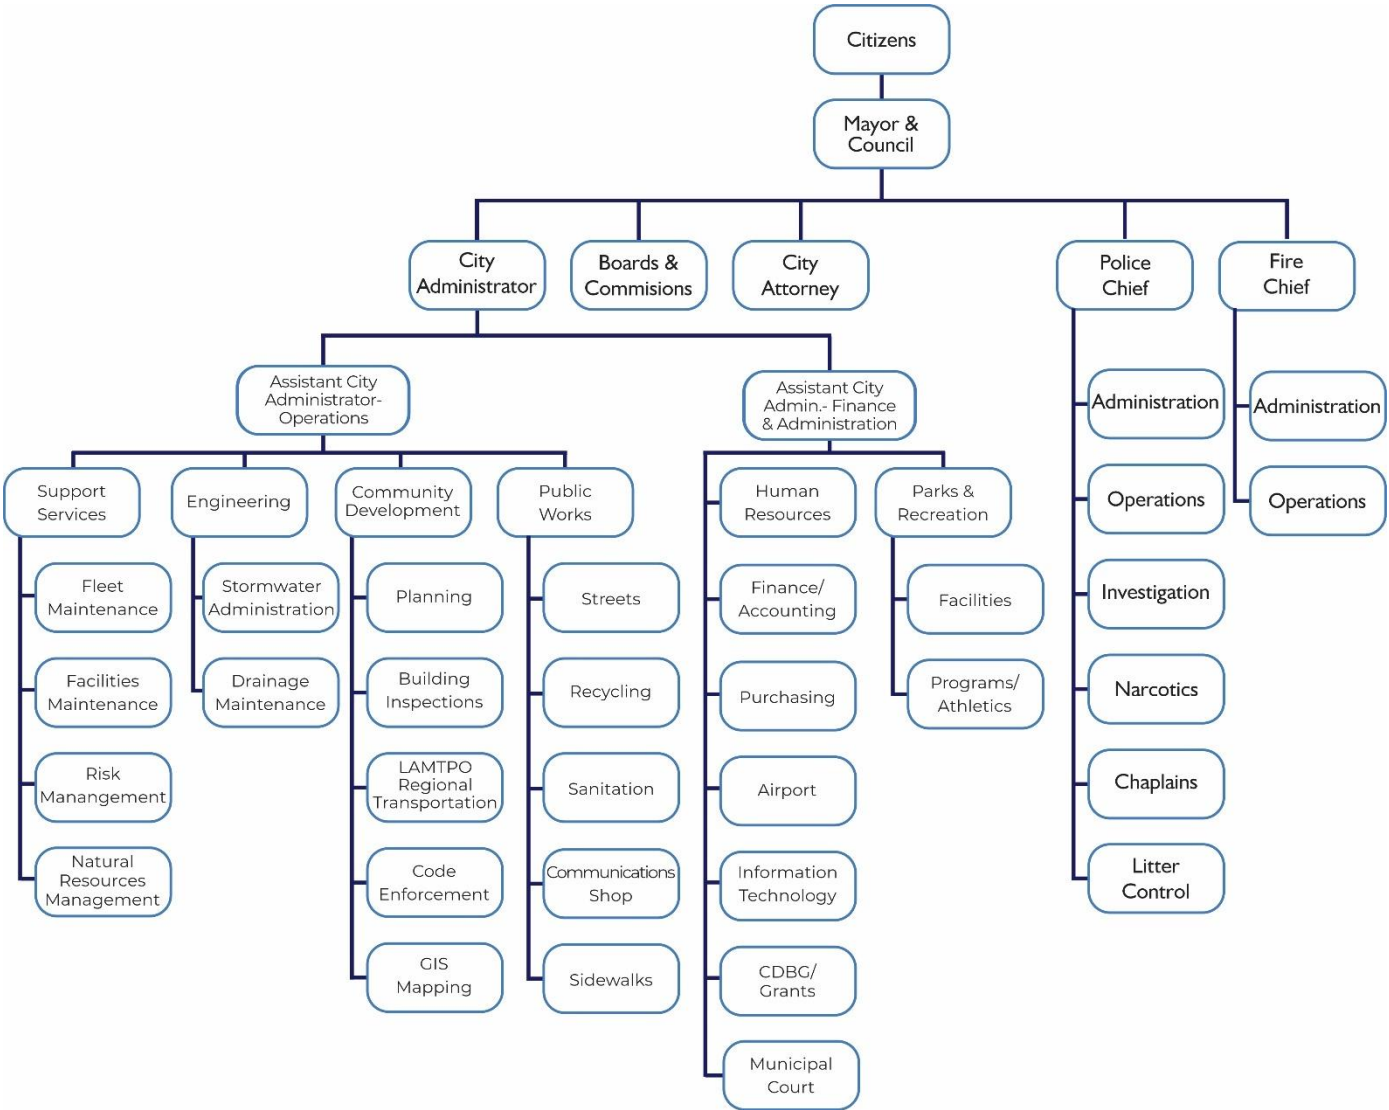 Citizens
Mayor &
Council
City
Administrator
Boards &
Commisions
City
Attorney
Police
Chief
Fire
Chief
Assistant City
Administrator-
Operations
Assistant City
Admin.- Finance
& Administration
Support
Services
Engineering
Community
Development
Public
Works
Human
Resources
Parks &
Recreation
Fleet
Maintenance
Facilities
Maintenance
Risk
Manangement
Natural
Resources
Management
Stormwater
Administration
Drainage
Maintenance
Planning
Building
Inspections
LAMTPO
Regional
Transportation
Code
Enforcement
GIS
Mapping
Streets
Recycling
Sanitation
Communications
Shop
Sidewalks
Finance/
Accounting
Purchasing
Airport
Information
Technology
CDBG/
Grants
Municipal
Court
Facilities
Programs/
Athletics
Administration
Operations
Investigation
Narcotics
Chaplains
Litter
Control
Administration
Operations